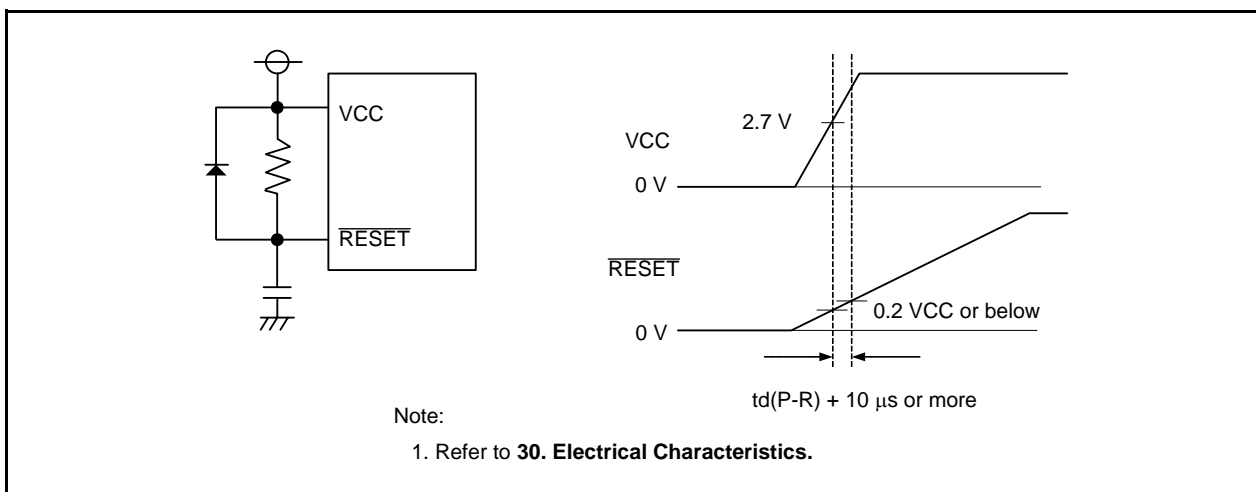 VCC
RESET
2.7 V
VCC
0 V
RESET
0.2 VCC or below
0 V
td(P-R) + 10 μs or more
Note:
1. Refer to 30. Electrical Characteristics.